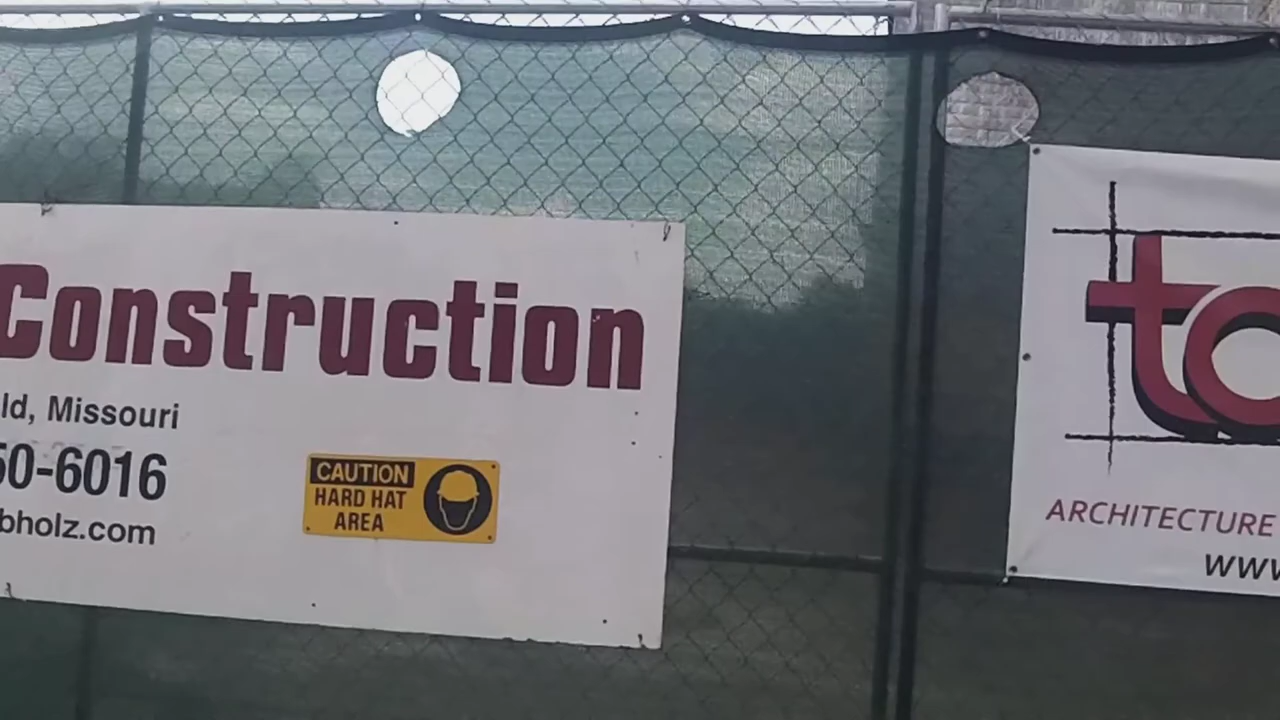 Construction
ld, Missouri
50-6016
bholz.com
CAUTION
HARD HAT
AREA
tc
ARCHITECTURE
www